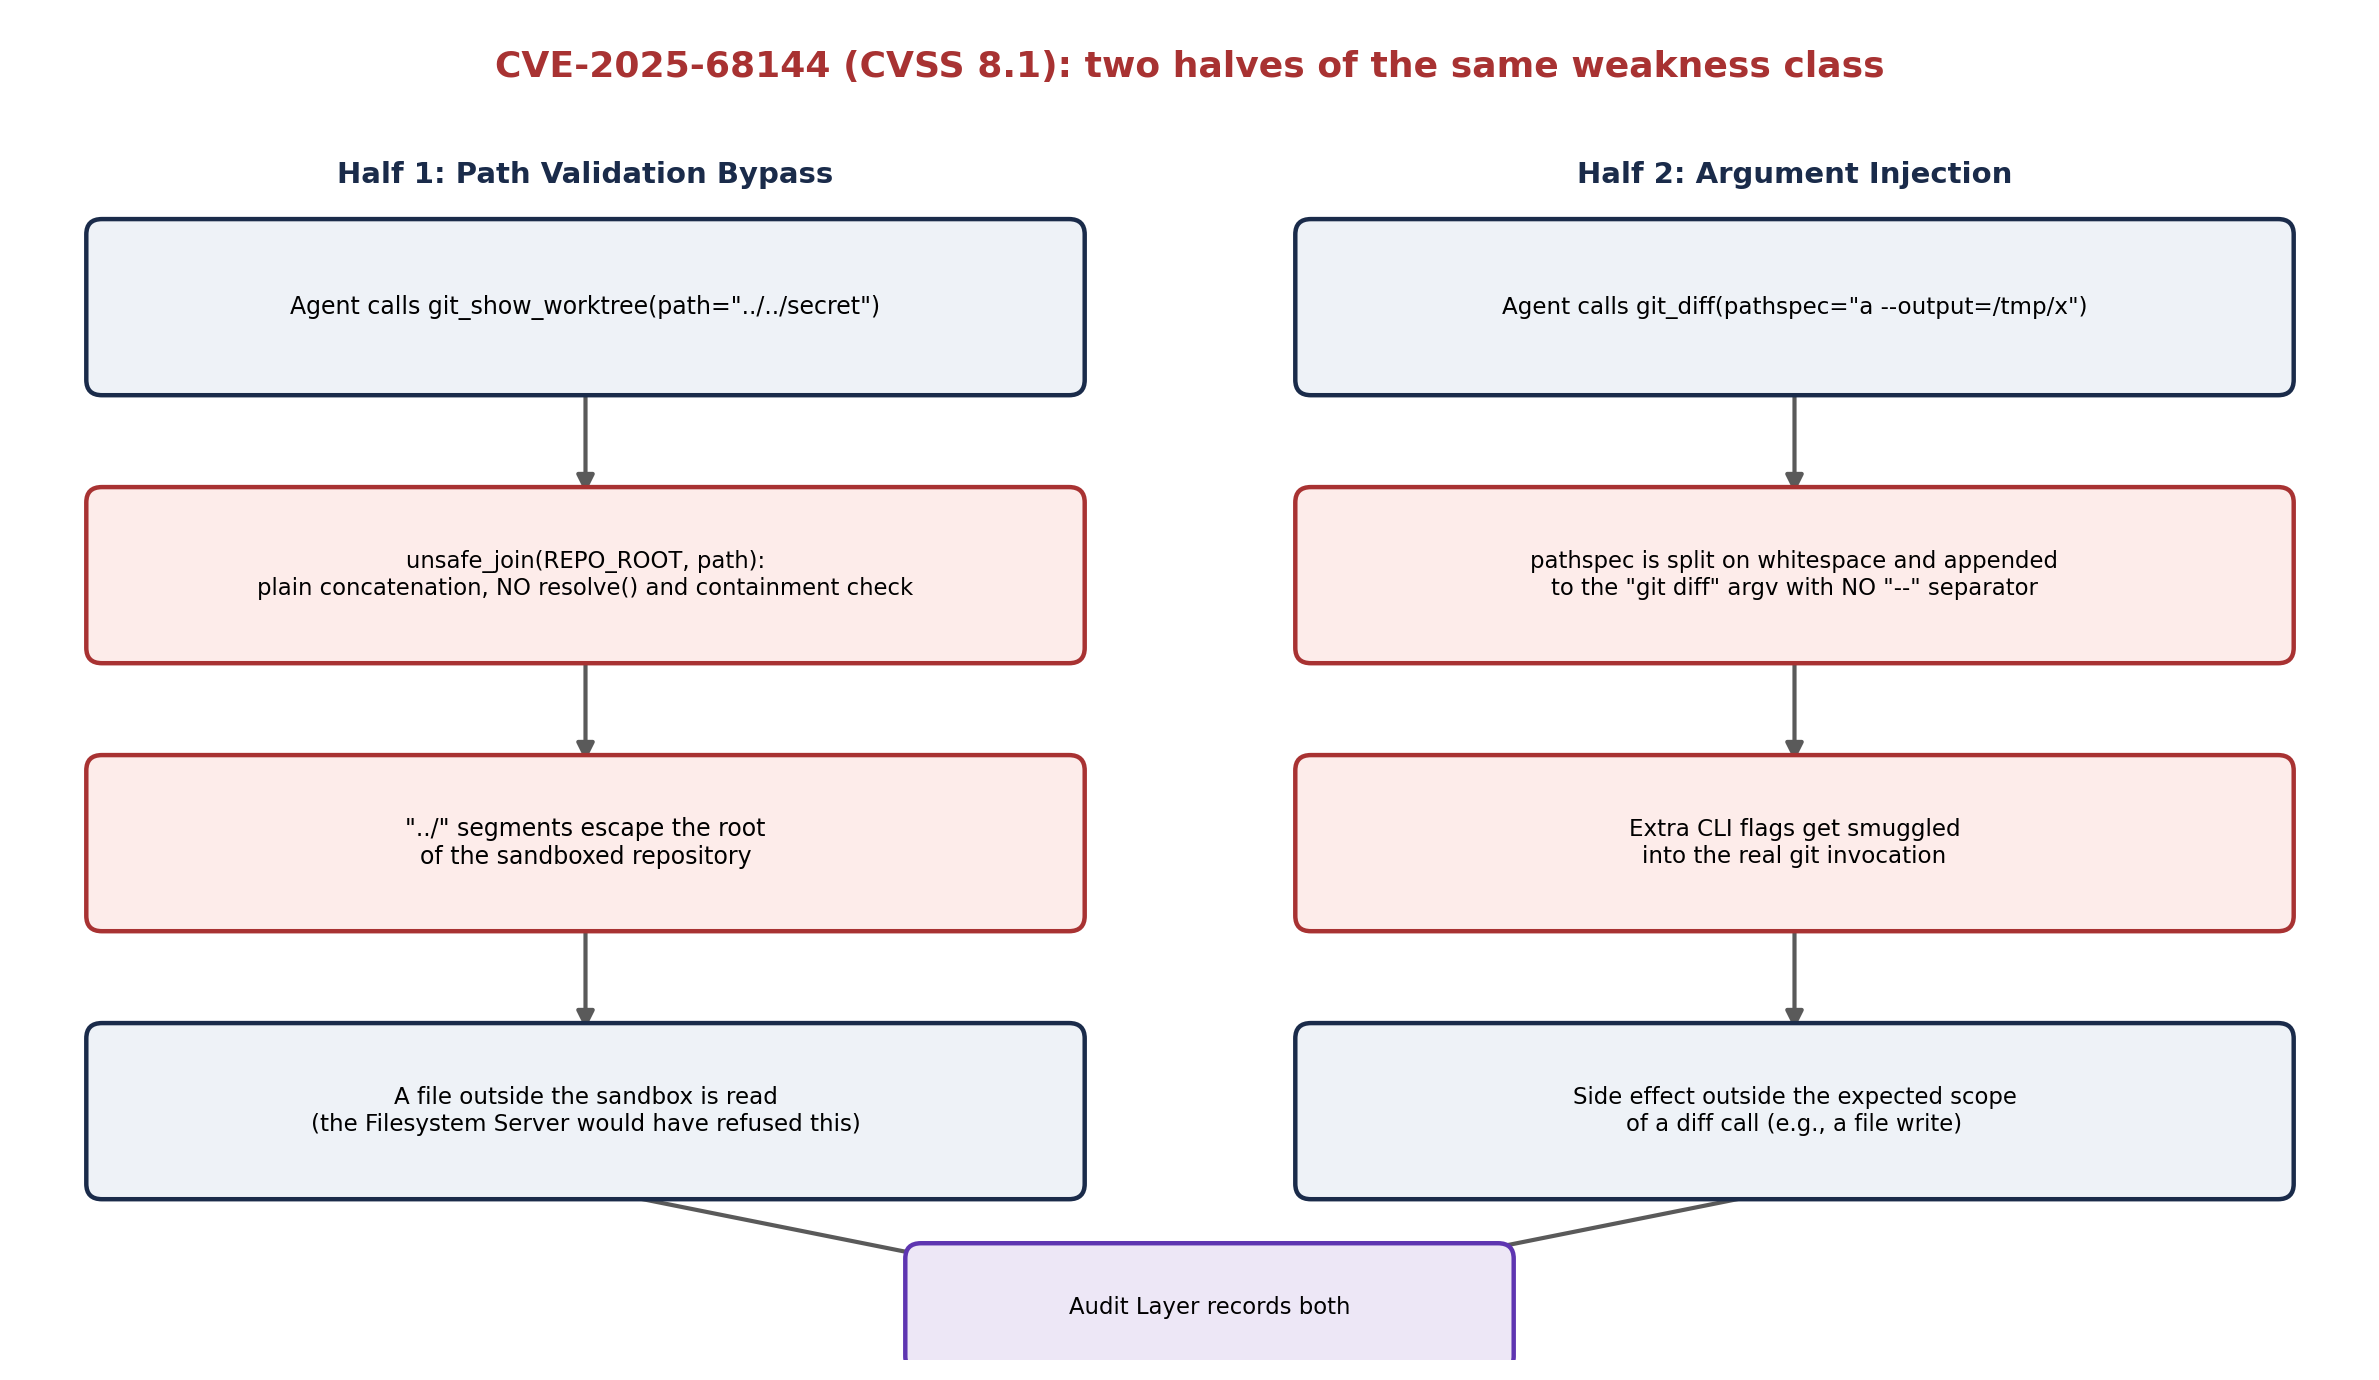 CVE-2025-68144 (CVSS 8.1): two halves of the same weakness class
Half 1: Path Validation Bypass
Agent calls git_show_worktree(path="../../secret")
unsafe_join(REPO_ROOT, path):
plain concatenation, NO resolve() and containment check
"../" segments escape the root
of the sandboxed repository
A file outside the sandbox is read
(the Filesystem Server would have refused this)
Half 2: Argument Injection
Agent calls git_diff(pathspec="a --output=/tmp/x")
pathspec is split on whitespace and appended
to the "git diff" argv with NO "--" separator
Extra CLI flags get smuggled
into the real git invocation
Side effect outside the expected scope
of a diff call (e.g., a file write)
Audit Layer records both